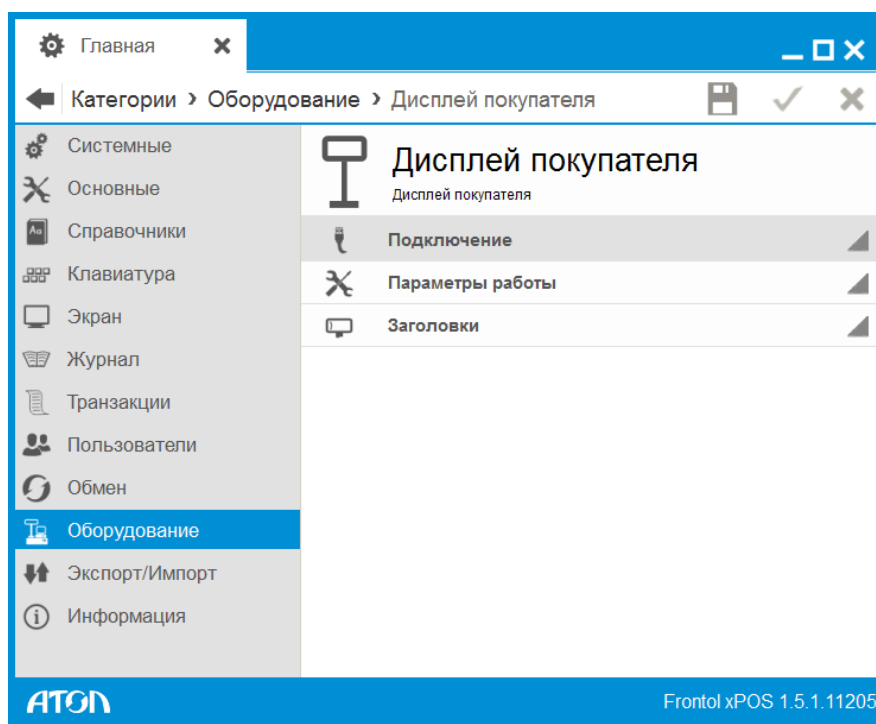 Главная
Категории › Оборудование › Дисплей покупателя
Системные
Основные
Справочники
Клавиатура
Экран
Журнал
Транзакции
Пользователи
Обмен
Оборудование
Экспорт/Импорт
Информация
Дисплей покупателя
Дисплей покупателя
Подключение
Параметры работы
Заголовки
АТОЛ
Frontol xPOS 1.5.1.11205